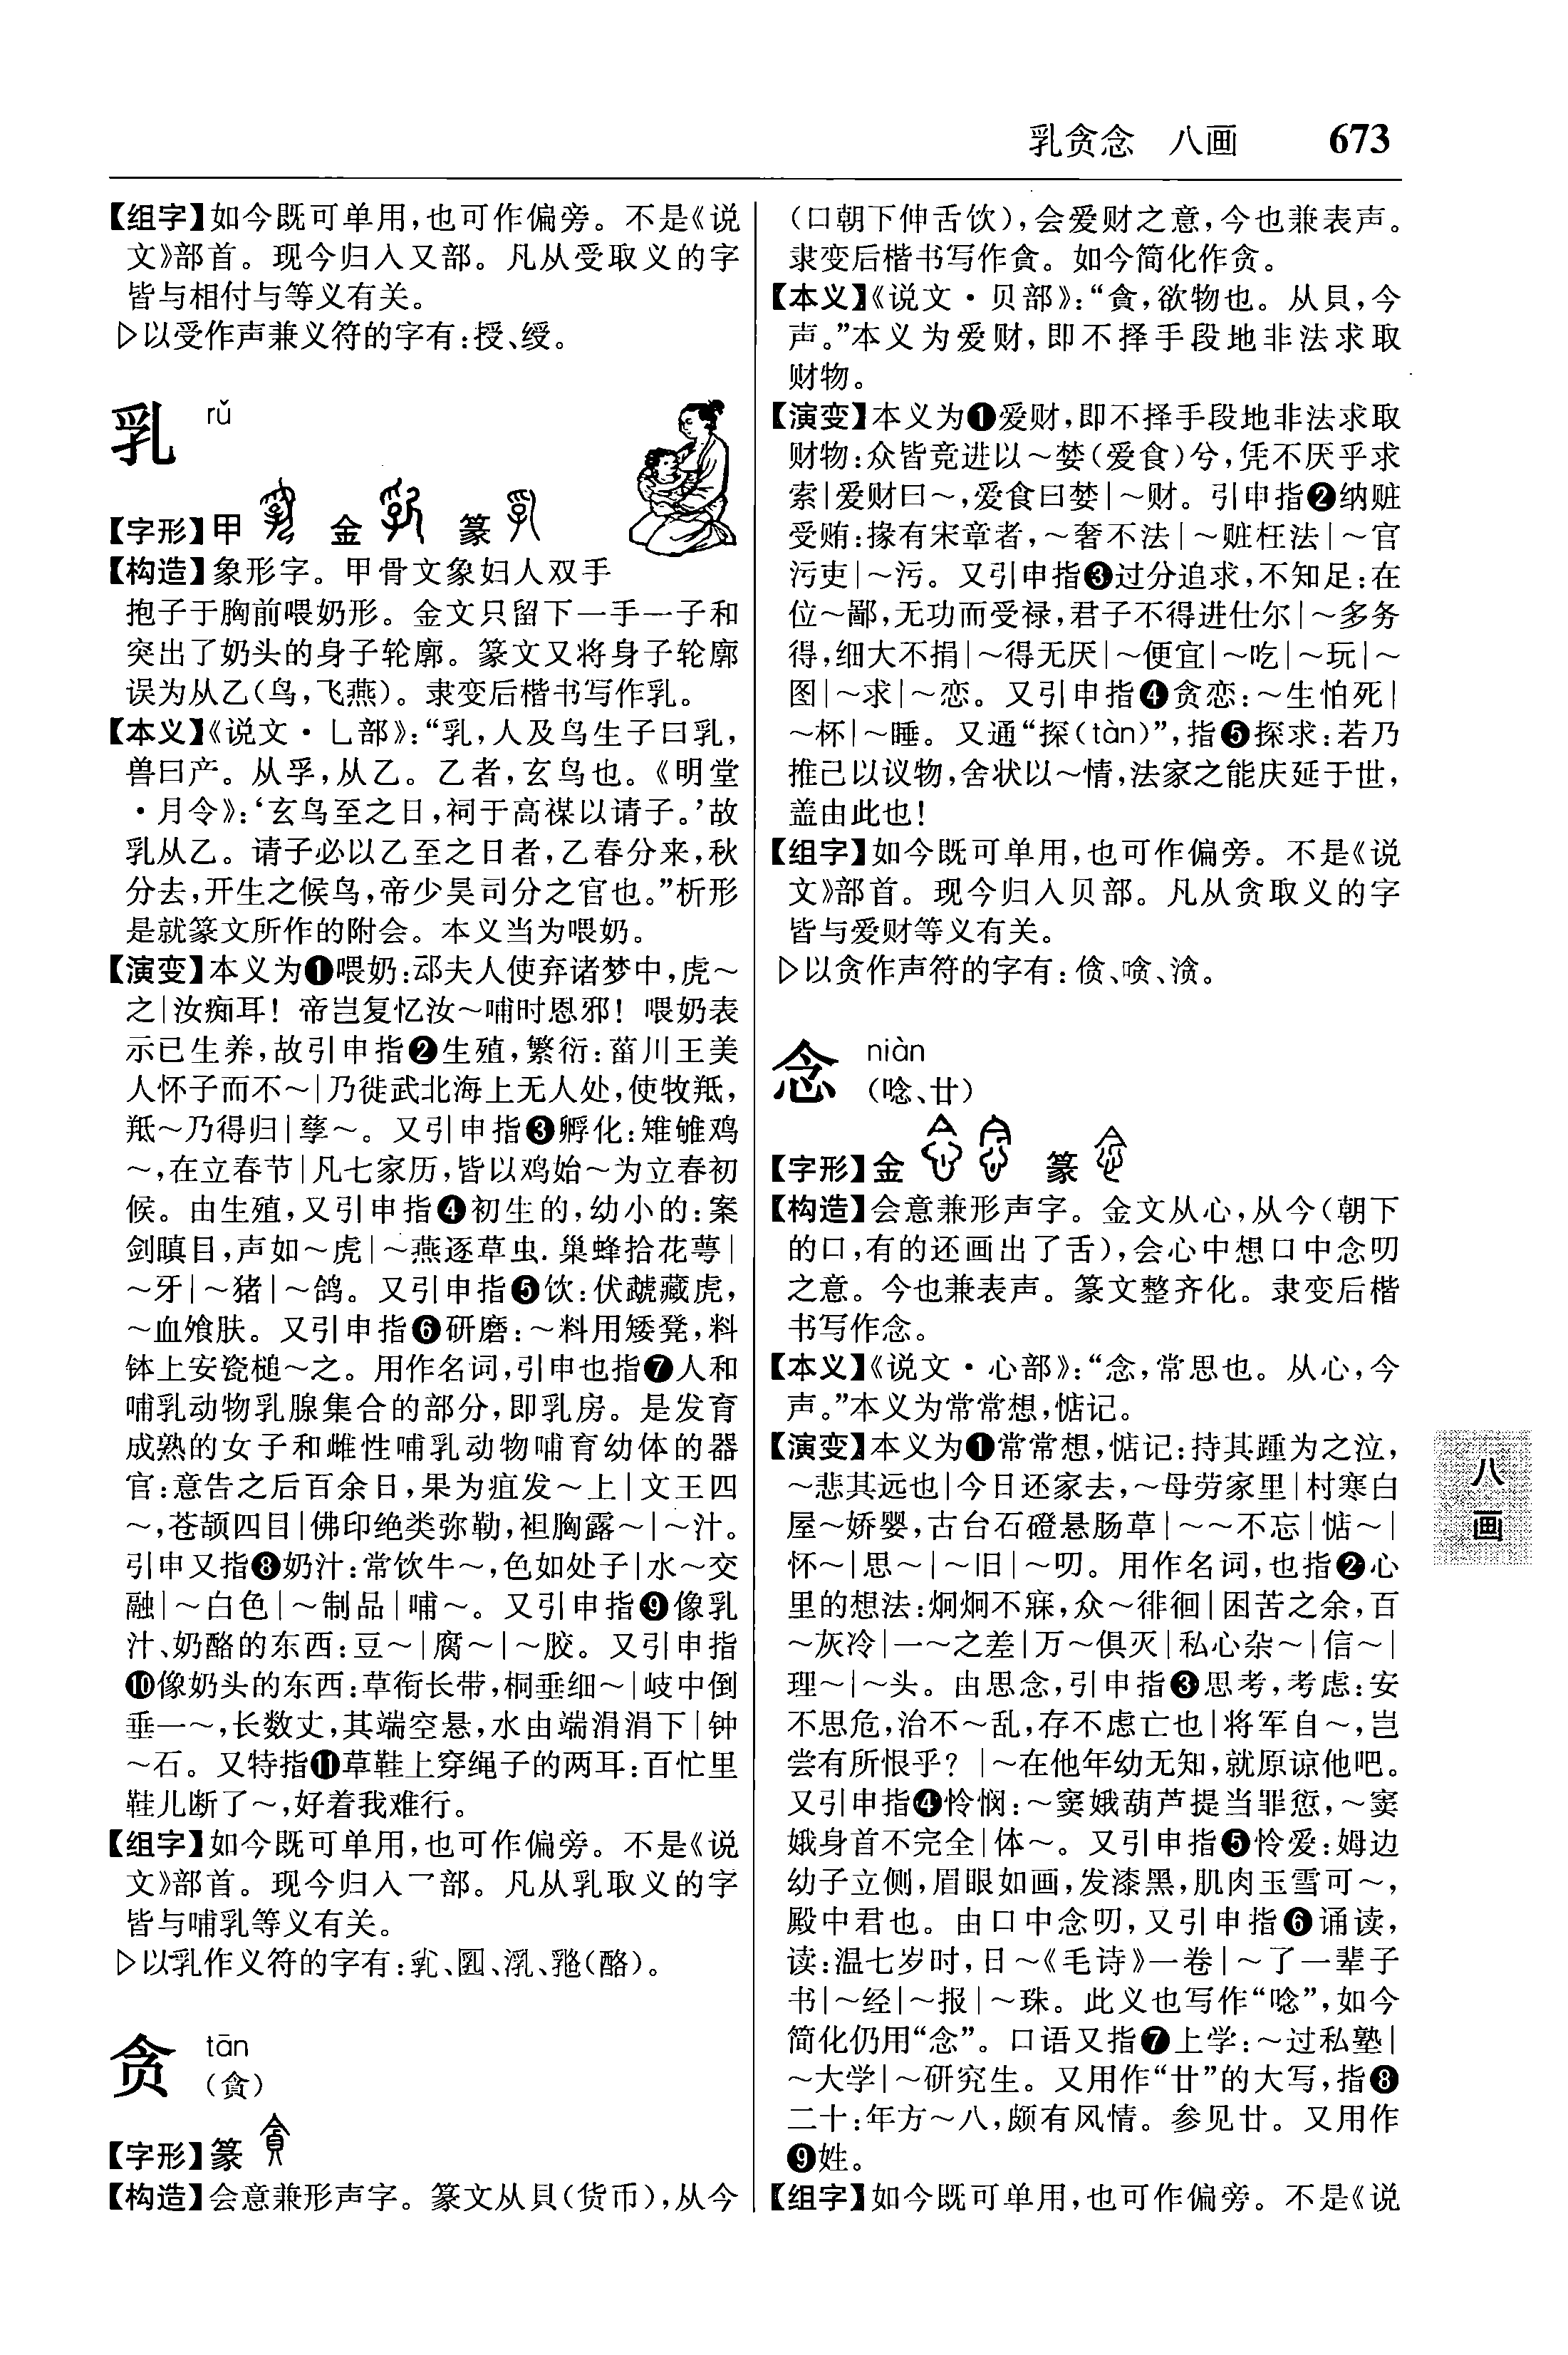 乳贪念 八画 673
【组字】如今既可单用,也可作偏旁。不是《说
文》部首。现今归入又部。凡从受取义的字
皆与相付与等义有关。
▷以受作声兼义符的字有:授、绶。
乳 rǔ
【字形】甲 金 篆
【构造】象形字。甲骨文象妇人双手
抱子于胸前喂奶形。金文只留下一手一子和
突出了奶头的身子轮廓。篆文又将身子轮廓
误为从乙(鸟,飞燕)。隶变后楷书写作乳。
【本义】《说文·乚部》:“乳,人及鸟生子曰乳,
兽曰产。从孚,从乙。乙者,玄鸟也。《明堂
·月令》:‘玄鸟至之日,祠于高禖以请子。’故
乳从乙。请子必以乙至之日者,乙春分来,秋
分去,开生之候鸟,帝少昊司分之官也。”析形
是就篆文所作的附会。本义当为喂奶。
【演变】本义为❶喂奶:邧夫人使弃诸梦中,虎～
之|汝痴耳!帝岂复忆汝～哺时恩邪!喂奶表
示已生养,故引申指❷生殖,繁衍:菑川王美
人怀子而不～|乃徙武北海上无人处,使牧羝,
羝～乃得归|孳～。又引申指❸孵化:雉雊鸡
～,在立春节|凡七家历,皆以鸡始～为立春初
候。由生殖,又引申指❹初生的,幼小的:案
剑瞋目,声如～虎|～燕逐草虫.巢蜂拾花萼|
～牙|～猪|～鸽。又引申指❺饮:伏虣藏虎,
～血飧肤。又引申指❻研磨:～料用矮凳,料
钵上安瓷槌～之。用作名词,引申也指❼人和
哺乳动物乳腺集合的部分,即乳房。是发育
成熟的女子和雌性哺乳动物哺育幼体的器
官:意告之后百余日,果为疽发～上|文王四
～,苍颉四目|佛印绝类弥勒,袒胸露～|～汁。
引申又指❽奶汁:常饮牛～,色如处子|水～交
融|～白色|～制品|哺～。又引申指❾像乳
汁、奶酪的东西:豆～|腐～|～胶。又引申指
❿像奶头的东西:草衔长带,桐垂细～|岐中倒
垂一～,长数丈,其端空悬,水由端涓涓下|钟
～石。又特指⓫草鞋上穿绳子的两耳:百忙里
鞋儿断了～,好着我难行。
【组字】如今既可单用,也可作偏旁。不是《说
文》部首。现今归入乛部。凡从乳取义的字
皆与哺乳等义有关。
▷以乳作义符的字有:(酪)。
贪 tān
(貪)
【字形】篆
【构造】会意兼形声字。篆文从貝(货币),从今
(口朝下伸舌饮),会爱财之意,今也兼表声。
隶变后楷书写作貪。如今简化作贪。
【本义】《说文·贝部》:“貪,欲物也。从貝,今
声。”本义为爱财,即不择手段地非法求取
财物。
【演变】本义为❶爱财,即不择手段地非法求取
财物:众皆竞进以～婪(爱食)兮,凭不厌乎求
索|爱财曰～,爱食曰婪|～财。引申指❷纳赃
受贿:掾有宋章者,～奢不法|～赃枉法|～官
污吏|～污。又引申指❸过分追求,不知足:在
位～鄙,无功而受禄,君子不得进仕尔|～多务
得,细大不捐|～得无厌|～便宜|～吃|～玩|～
图|～求|～恋。又引申指❹贪恋:～生怕死|
～杯|～睡。又通“探(tàn)”,指❺探求:若乃
推己以议物,舍状以～情,法家之能庆延于世,
盖由此也!
【组字】如今既可单用,也可作偏旁。不是《说
文》部首。现今归入贝部。凡从贪取义的字
皆与爱财等义有关。
▷以贪作声符的字有:
念 niàn
(唸、廿)
【字形】金 篆
【构造】会意兼形声字。金文从心,从今(朝下
的口,有的还画出了舌),会心中想口中念叨
之意。今也兼表声。篆文整齐化。隶变后楷
书写作念。
【本义】《说文·心部》:“念,常思也。从心,今
声。”本义为常常想,惦记。
【演变】本义为❶常常想,惦记:持其踵为之泣,
～悲其远也|今日还家去,～母劳家里|村寒白
屋～娇婴,古台石磴悬肠草|～～不忘|惦～|
怀～|思～|～旧|～叨。用作名词,也指❷心
里的想法:炯炯不寐,众～徘徊|困苦之余,百
～灰冷|一～之差|万～俱灭|私心杂～|信～|
理～|～头。由思念,引申指❸思考,考虑:安
不思危,治不～乱,存不虑亡也|将军自～,岂
尝有所恨乎?|～在他年幼无知,就原谅他吧。
又引申指❹怜悯:～窦娥葫芦提当罪愆,～窦
娥身首不完全|体～。又引申指❺怜爱:姆边
幼子立侧,眉眼如画,发漆黑,肌肉玉雪可～,
殿中君也。由口中念叨,又引申指❻诵读,
读:温七岁时,日～《毛诗》一卷|～了一辈子
书|～经|～报|～珠。此义也写作“唸”,如今
简化仍用“念”。口语又指❼上学:～过私塾|
～大学|～研究生。又用作“廿”的大写,指❽
二十:年方～八,颇有风情。参见廿。又用作
❾姓。
【组字】如今既可单用,也可作偏旁。不是《说
八
画